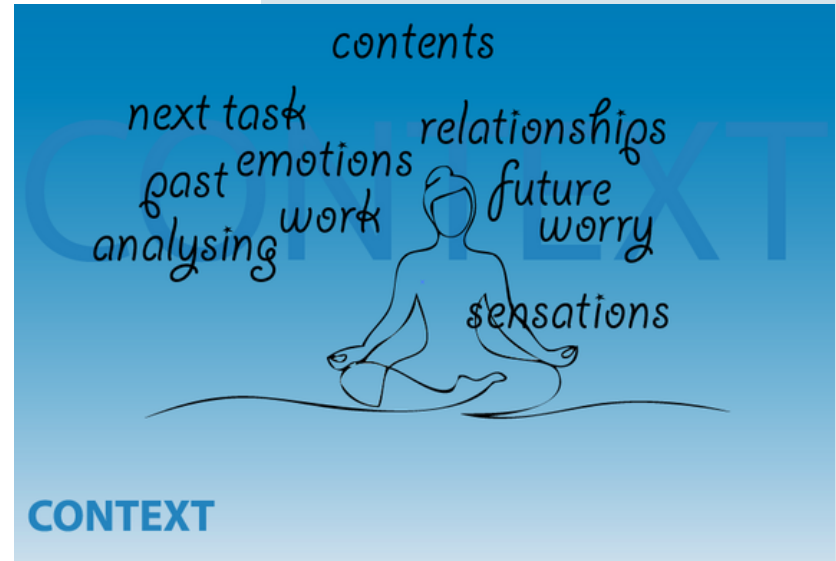 contents
next task
relationships
CONTEXT
emotions
past
future
work
worry
analysing
sensations
CONTEXT